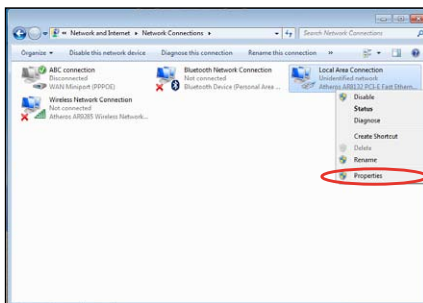 Network and Internet ▸ Network Connections ▸
Search Network Connections
Organize
Disable this network device
Diagnose this connection
Rename this connection
»
ABC connection
Disconnected
WAN Miniport (PPPOE)
Bluetooth Network Connection
Not connected
Bluetooth Device (Personal Area ...
Local Area Connection
Unidentified network
Atheros AR8132 PCI-E Fast Ethern...
Wireless Network Connection
Not connected
Atheros AR9285 Wireless Network...
Disable
Status
Diagnose
Create Shortcut
Delete
Rename
Properties